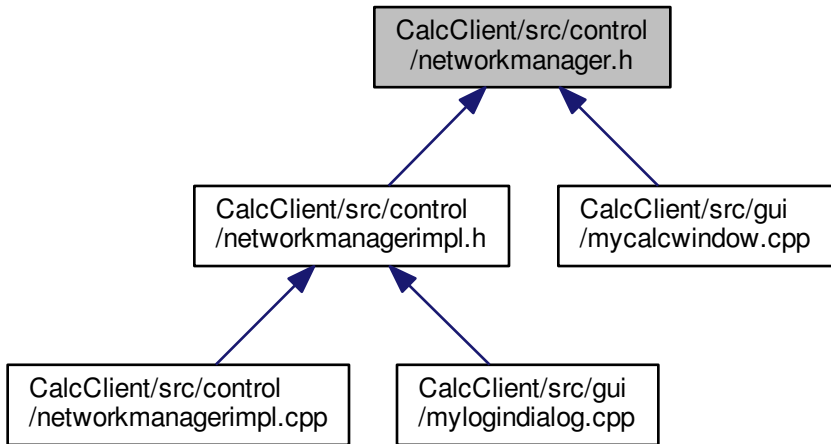 CalcClient/src/control
/networkmanager.h
CalcClient/src/control
/networkmanagerimpl.h
CalcClient/src/gui
/mycalcwindow.cpp
CalcClient/src/control
/networkmanagerimpl.cpp
CalcClient/src/gui
/mylogindialog.cpp